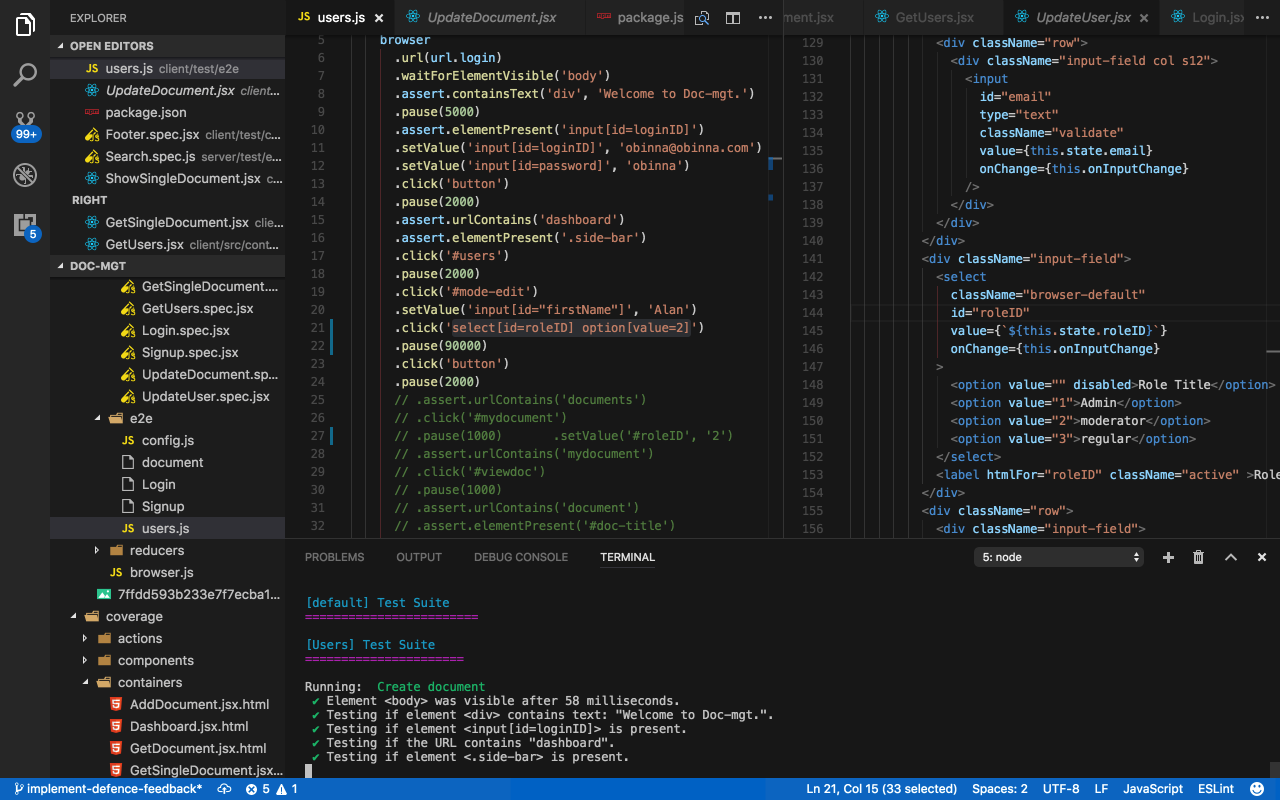 EXPLORER
OPEN EDITORS
JS users.js client/test/e2e
UpdateDocument.jsx client...
package.json
Footer.spec.jsx client/test/c...
Search.spec.js server/test/e...
ShowSingleDocument.jsx c...
RIGHT
GetSingleDocument.jsx clie...
GetUsers.jsx client/src/cont...
DOC-MGT
GetSingleDocument....
GetUsers.spec.jsx
Login.spec.jsx
Signup.spec.jsx
UpdateDocument.sp...
UpdateUser.spec.jsx
e2e
JS config.js
document
Login
Signup
JS users.js
reducers
JS browser.js
7ffdd593b233e7f7ecba1...
coverage
actions
components
containers
AddDocument.jsx.html
Dashboard.jsx.html
GetDocument.jsx.html
GetSingleDocument.jsx...
99+
5
JS users.js × UpdateDocument.jsx package.js
5 browser
6 .url(url.login)
7 .waitForElementVisible('body')
8 .assert.containsText('div', 'Welcome to Doc-mgt.')
9 .pause(5000)
10 .assert.elementPresent('input[id=loginID]')
11 .setValue('input[id=loginID]', 'obinna@obinna.com')
12 .setValue('input[id=password]', 'obinna')
13 .click('button')
14 .pause(2000)
15 .assert.urlContains('dashboard')
16 .assert.elementPresent('.side-bar')
17 .click('#users')
18 .pause(2000)
19 .click('#mode-edit')
20 .setValue('input[id="firstName"]', 'Alan')
21 .click('select[id=roleID] option[value=2]')
22 .pause(90000)
23 .click('button')
24 .pause(2000)
25 // .assert.urlContains('documents')
26 // .click('#mydocument')
27 // .pause(1000) .setValue('#roleID', '2')
28 // .assert.urlContains('mydocument')
29 // .click('#viewdoc')
30 // .pause(1000)
31 // .assert.urlContains('document')
32 // .assert.elementPresent('#doc-title')
ment.jsx GetUsers.jsx UpdateUser.jsx × Login.jsx
129 <div className="row">
130 <div className="input-field col s12">
131 <input
132 id="email"
133 type="text"
134 className="validate"
135 value={this.state.email}
136 onChange={this.onInputChange}
137 />
138 </div>
139 </div>
140 </div>
141 <div className="input-field">
142 <select
143 className="browser-default"
144 id="roleID"
145 value={`${this.state.roleID}`}
146 onChange={this.onInputChange}
147 >
148 <option value="" disabled>Role Title</option>
149 <option value="1">Admin</option>
150 <option value="2">moderator</option>
151 <option value="3">regular</option>
152 </select>
153 <label htmlFor="roleID" className="active" >Role
154 </div>
155 <div className="row">
156 <div className="input-field">
PROBLEMS OUTPUT DEBUG CONSOLE TERMINAL 5: node
[default] Test Suite
========================
[Users] Test Suite
======================
Running: Create document
✔ Element <body> was visible after 58 milliseconds.
✔ Testing if element <div> contains text: "Welcome to Doc-mgt.".
✔ Testing if element <input[id=loginID]> is present.
✔ Testing if the URL contains "dashboard".
✔ Testing if element <.side-bar> is present.
implement-defence-feedback* 5 1 Ln 21, Col 15 (33 selected) Spaces: 2 UTF-8 LF JavaScript ESLint